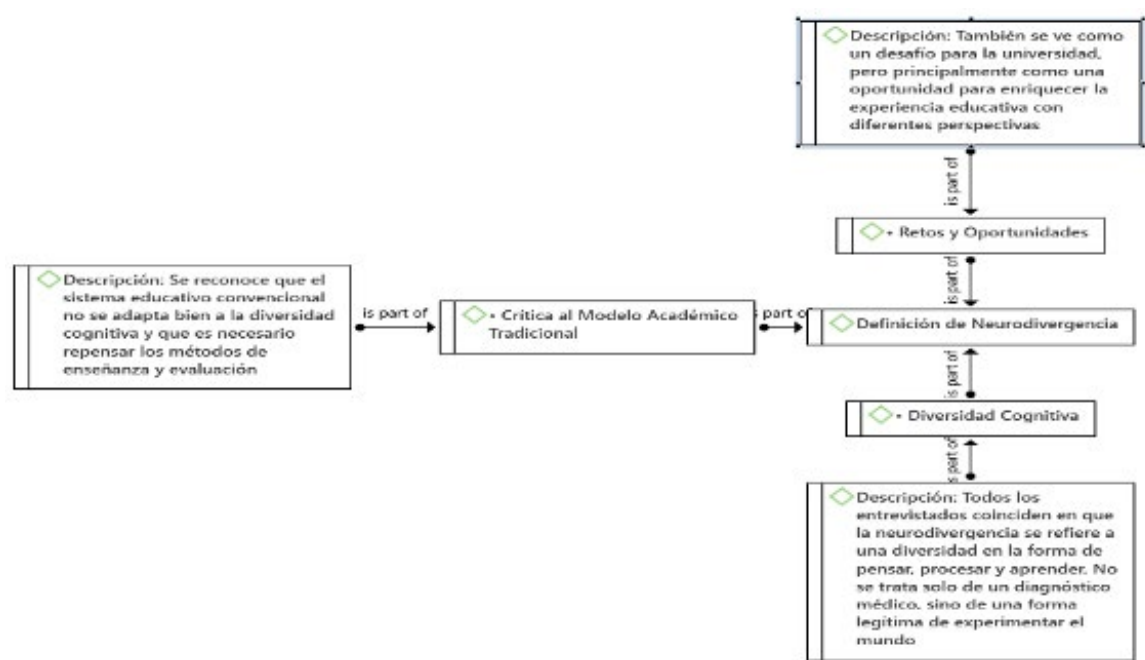 Descripción: También se ve como
un desafío para la universidad,
pero principalmente como una
oportunidad para enriquecer la
experiencia educativa con
diferentes perspectivas
is part of
• Retos y Oportunidades
is part of
Descripción: Se reconoce que el
sistema educativo convencional
no se adapta bien a la diversidad
cognitiva y que es necesario
repensar los métodos de
enseñanza y evaluación
is part of
• Crítica al Modelo Académico
Tradicional
s part o
Definición de Neurodivergencia
is part of
• Diversidad Cognitiva
is part of
Descripción: Todos los
entrevistados coinciden en que
la neurodivergencia se refiere a
una diversidad en la forma de
pensar, procesar y aprender. No
se trata solo de un diagnóstico
médico, sino de una forma
legítima de experimentar el
mundo